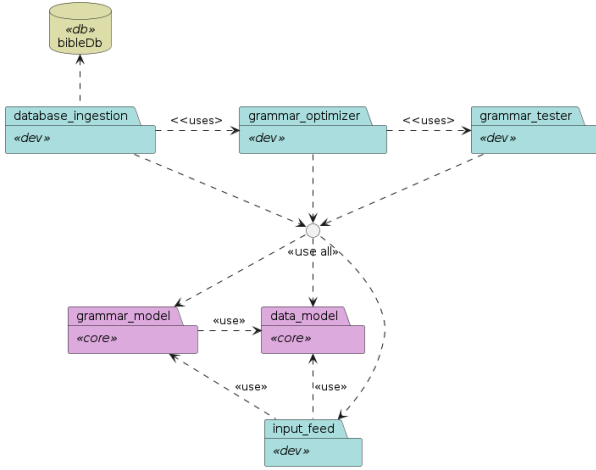 «db»
bibleDb
database_ingestion
«dev»
<<uses>
grammar_optimizer
«dev»
<<uses>
grammar_tester
«dev»
«use all»
grammar_model
«core»
«use»
data_model
«core»
«use»
«use»
input_feed
«dev»